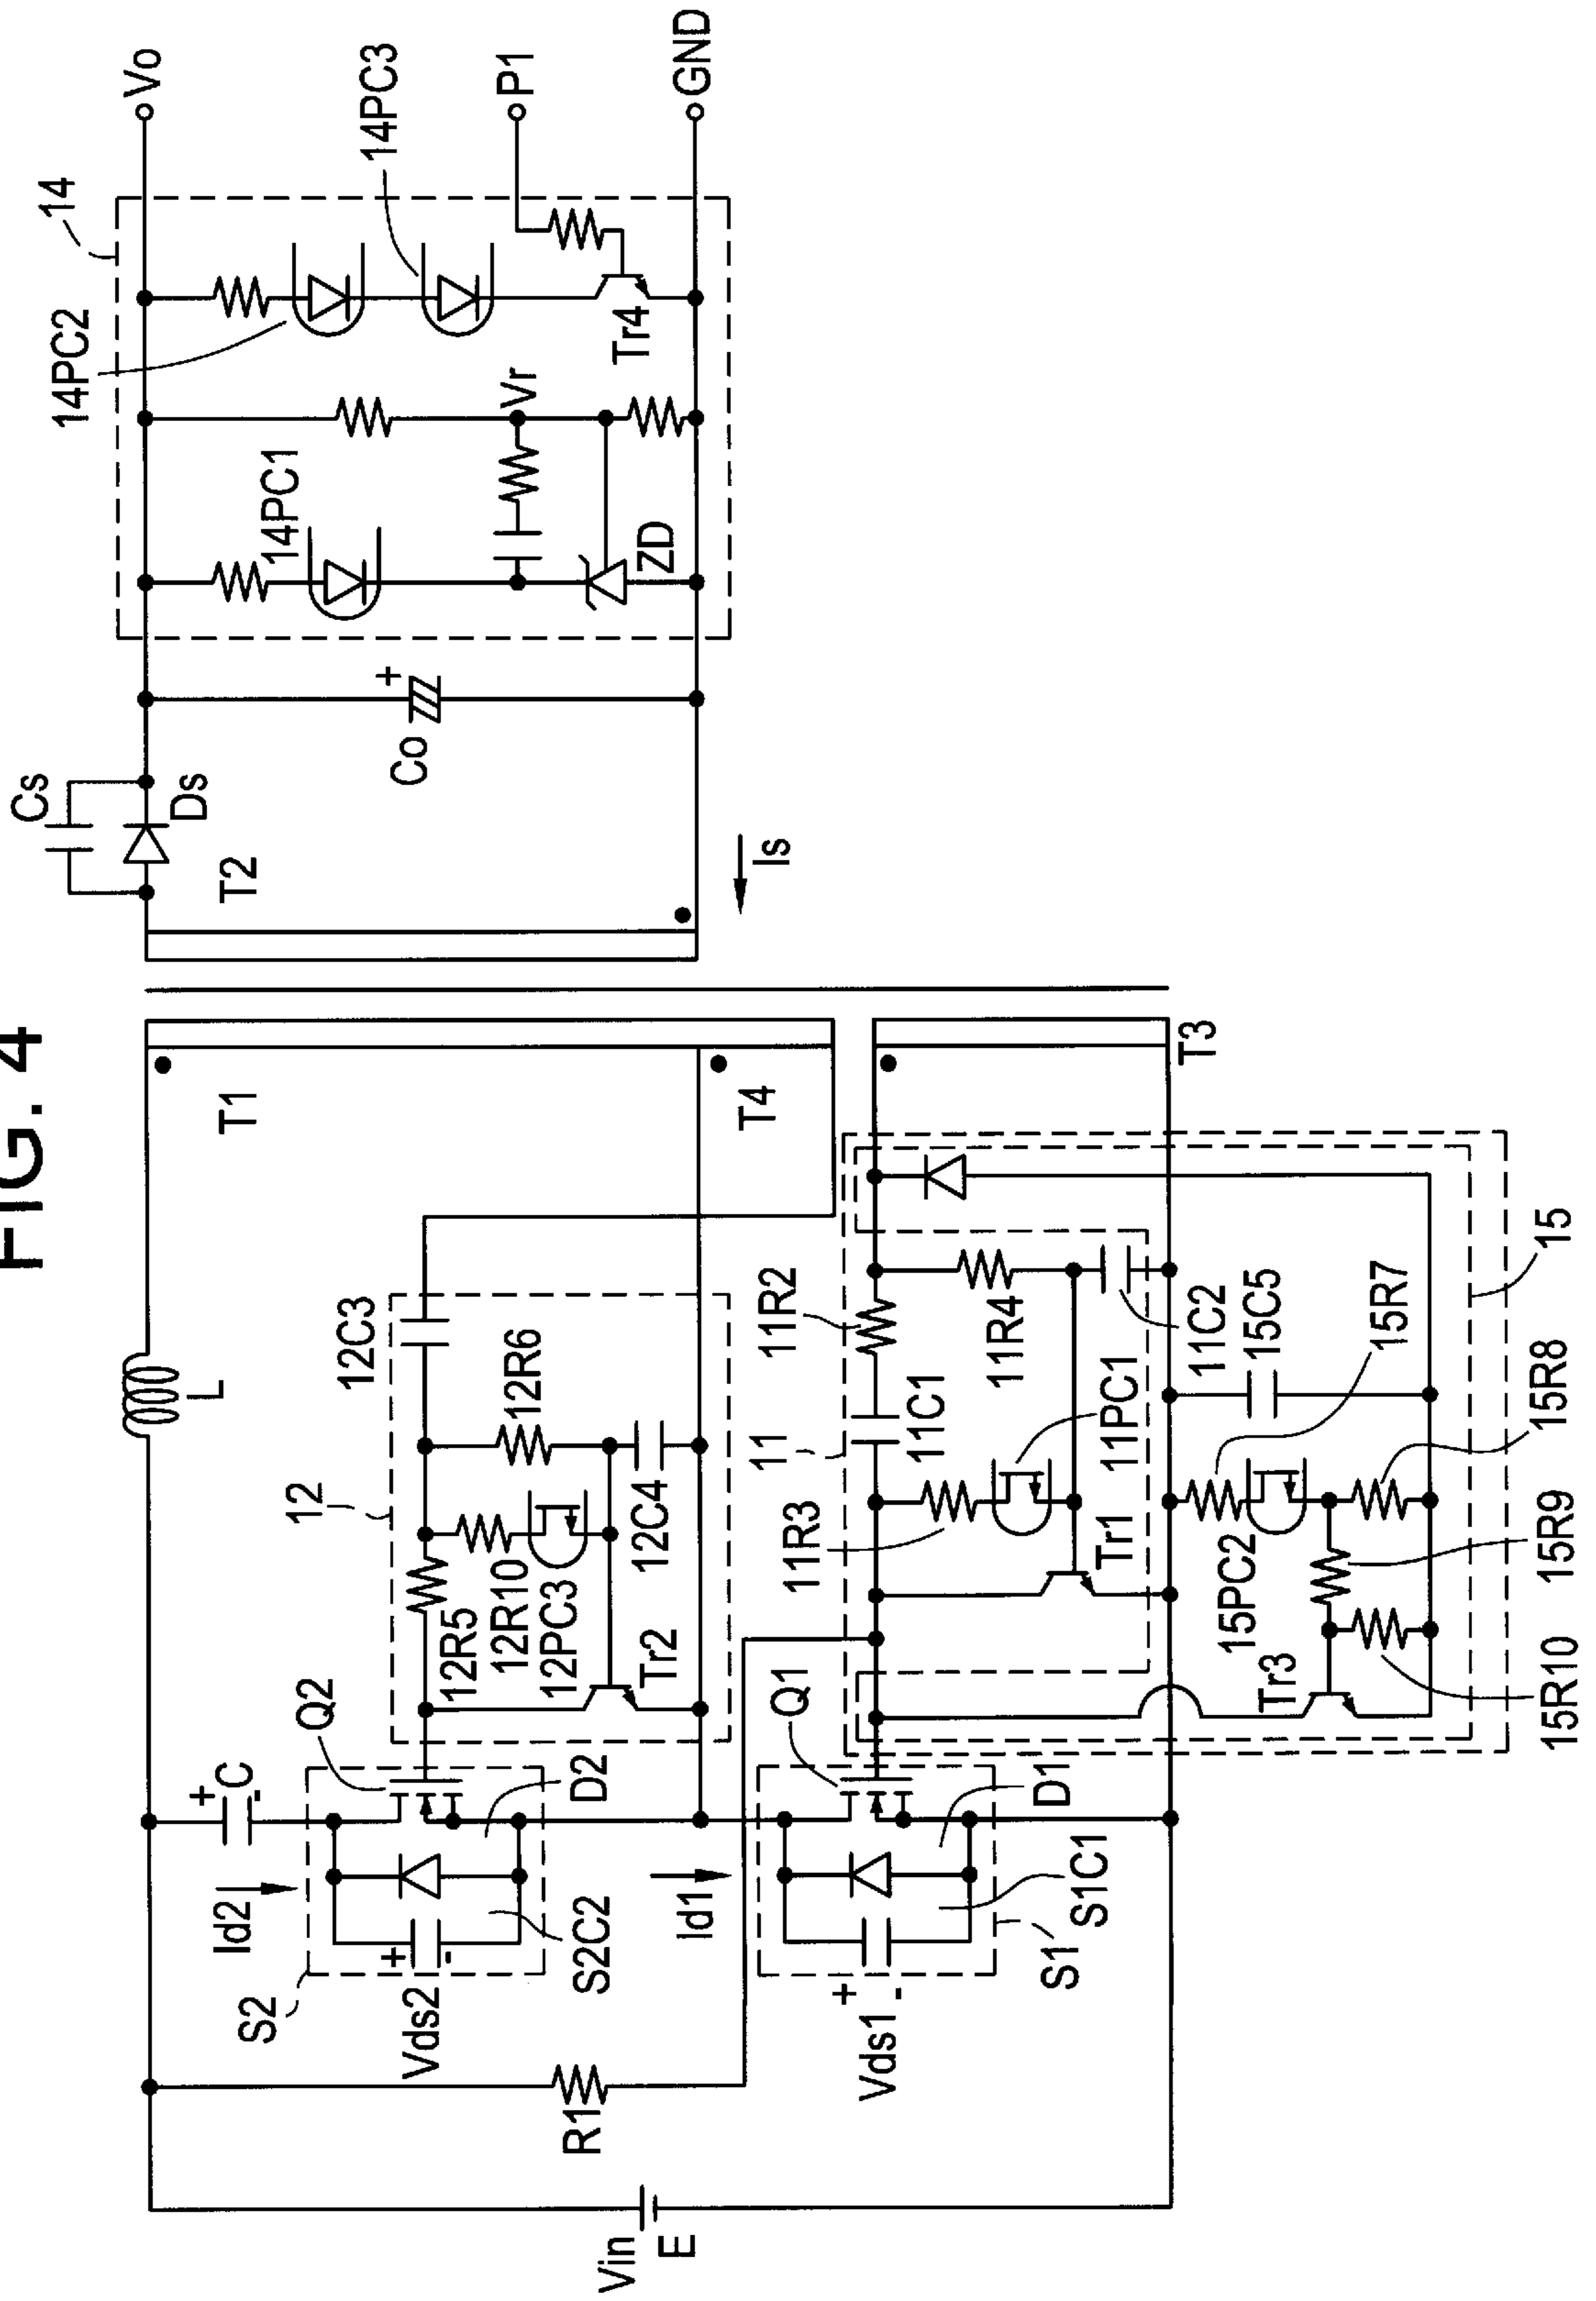 FIG. 4
Vin
E
R1
S2
Id2
Vds2
+
-
S2C2
+
C
-
Q2
D2
Id1
Vds1
+
-
S1
S1C1
Q1
D1
L
12
12R5
12R10
12PC3
Tr2
12C3
12R6
12C4
T1
T4
T3
11
11R3
11C1
11R2
11R4
11PC1
Tr1
11C2
15
15C5
15R7
15PC2
15R8
15R9
15R10
Tr3
T2
Cs
Ds
Is
Co
+
14
14PC1
14PC2
14PC3
Vr
ZD
Tr4
Vo
P1
GND